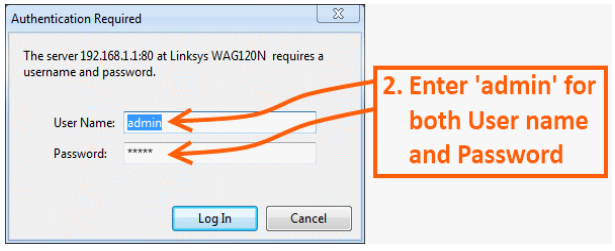 Authentication Required
The server 192.168.1.1:80 at Linksys WAG120N requires a
username and password.
User Name: admin
Password: *****
Log In Cancel
2. Enter 'admin' for
both User name
and Password